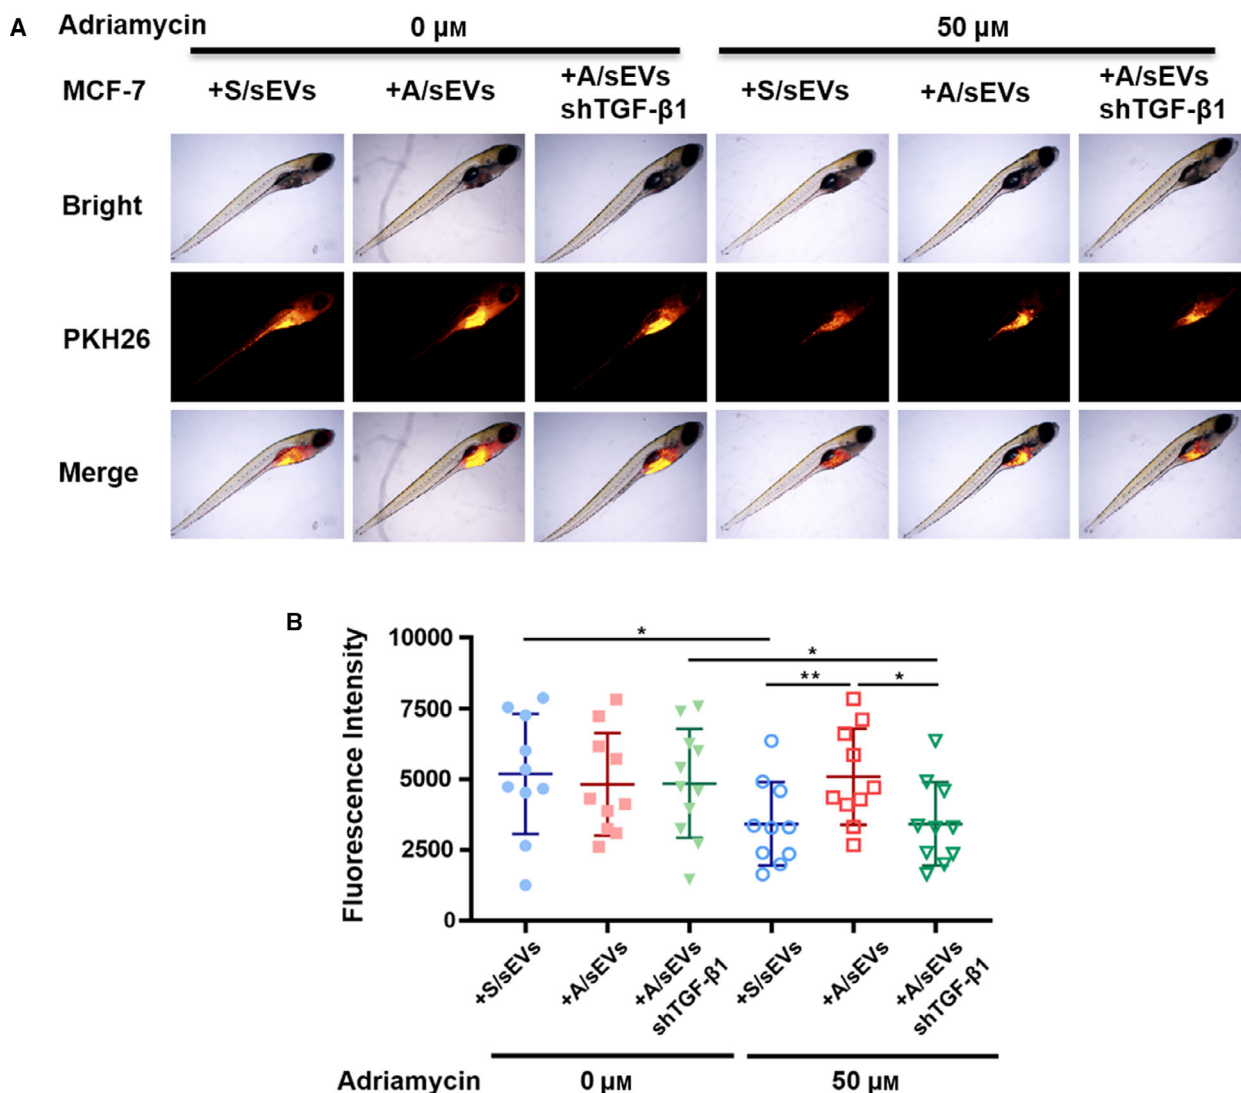 A
Adriamycin 0 μM 50 μM
MCF-7 +S/sEVs +A/sEVs +A/sEVs shTGF-β1 +S/sEVs +A/sEVs +A/sEVs shTGF-β1
Bright
PKH26
Merge
B
Fluorescence Intensity
10000
7500
5000
2500
0
* * ** *
+S/sEVs +A/sEVs +A/sEVs shTGF-β1 +S/sEVs +A/sEVs +A/sEVs shTGF-β1
Adriamycin 0 μM 50 μM